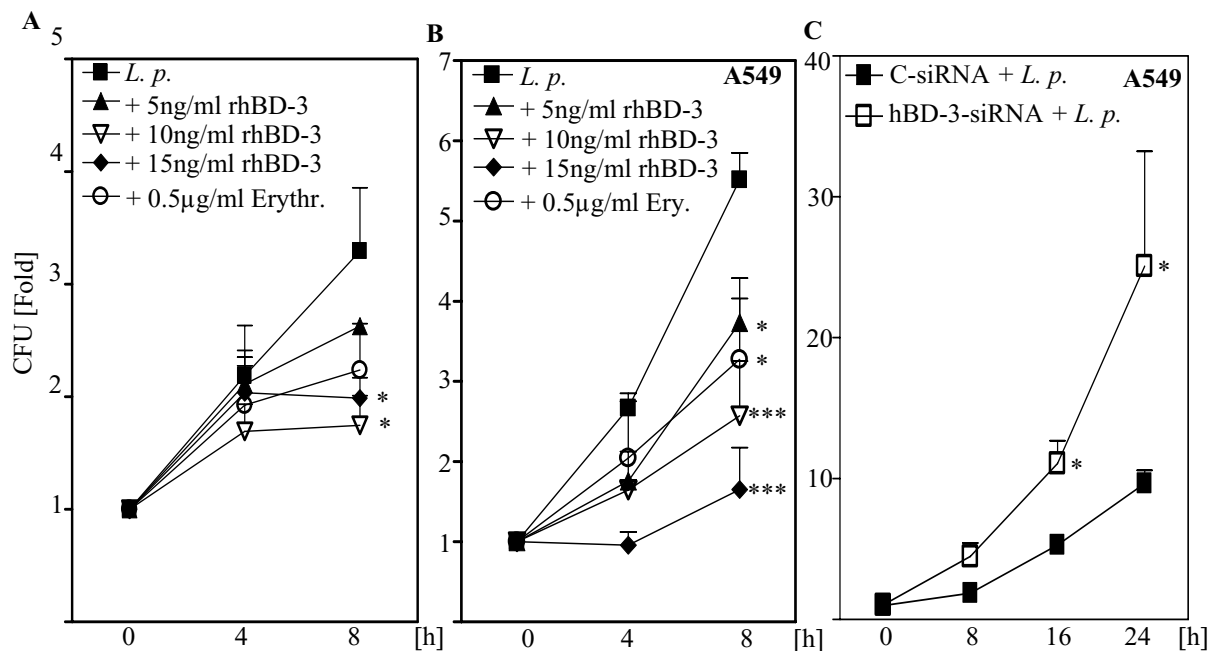 A
5
4
3
2
1
CFU [Fold]
L. p.
+ 5ng/ml rhBD-3
+ 10ng/ml rhBD-3
+ 15ng/ml rhBD-3
+ 0.5µg/ml Erythr.
*
*
0 4 8 [h]
B
7
6
5
4
3
2
1
A549
L. p.
+ 5ng/ml rhBD-3
+ 10ng/ml rhBD-3
+ 15ng/ml rhBD-3
+ 0.5µg/ml Ery.
*
*
***
***
0 4 8 [h]
C
40
30
20
10
C-siRNA + L. p. A549
hBD-3-siRNA + L. p.
*
*
0 8 16 24 [h]